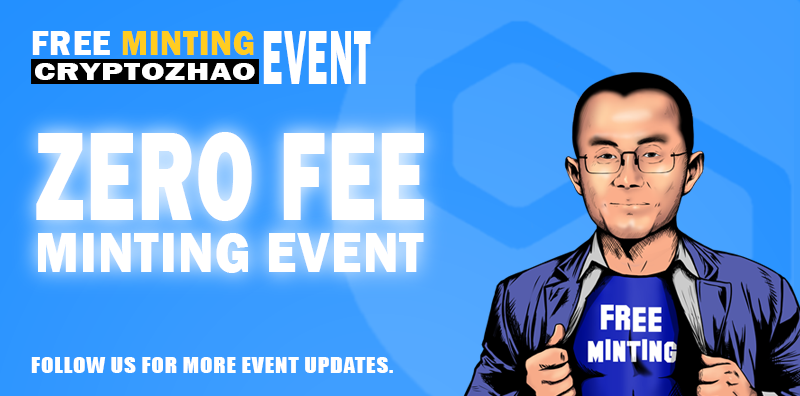 FREE MINTING
CRYPTOZHAO EVENT
ZERO FEE
MINTING EVENT
FREE
MINTING
FOLLOW US FOR MORE EVENT UPDATES.